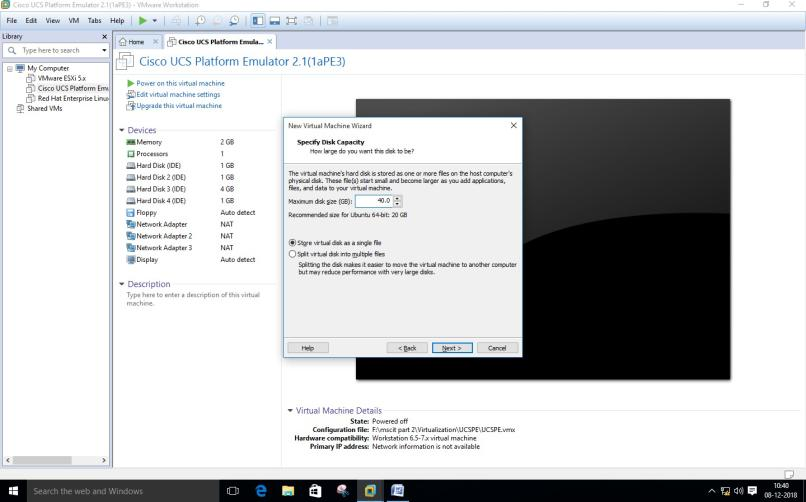 Cisco UCS Platform Emulator 2.1(1aPE3) - VMware Workstation
File Edit View VM Tabs Help
Library
Type here to search
My Computer
VMware ESXi 5.x
Cisco UCS Platform Emu
Red Hat Enterprise Linu
Shared VMs
Home
Cisco UCS Platform Emula...
Cisco UCS Platform Emulator 2.1(1aPE3)
Power on this virtual machine
Edit virtual machine settings
Upgrade this virtual machine
Devices
Memory 2 GB
Processors 1
Hard Disk (IDE) 1 GB
Hard Disk 2 (IDE) 1 GB
Hard Disk 3 (IDE) 4 GB
Hard Disk 4 (IDE) 1 GB
Floppy Auto detect
Network Adapter NAT
Network Adapter 2 NAT
Network Adapter 3 NAT
Display Auto detect
Description
Type here to enter a description of this virtual
machine.
New Virtual Machine Wizard
Specify Disk Capacity
How large do you want this disk to be?
The virtual machine's hard disk is stored as one or more files on the host computer's
physical disk. These file(s) start small and become larger as you add applications,
files, and data to your virtual machine.
Maximum disk size (GB): 40.0
Recommended size for Ubuntu 64-bit: 20 GB
Store virtual disk as a single file
Split virtual disk into multiple files
Splitting the disk makes it easier to move the virtual machine to another computer
but may reduce performance with very large disks.
Help < Back Next > Cancel
Virtual Machine Details
State: Powered off
Configuration file: F:\mscit part 2\Virtualization\UCSPE\UCSPE.vmx
Hardware compatibility: Workstation 6.5-7.x virtual machine
Primary IP address: Network information is not available
Search the web and Windows
10:40
08-12-2018